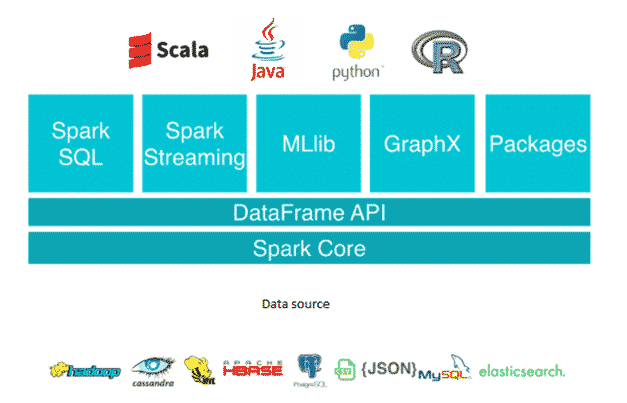 Scala
Java
python
R
Spark SQL
Spark Streaming
MLlib
GraphX
Packages
DataFrame API
Spark Core
Data source
hadoop
cassandra
HIVE
APACHE
HBASE
PostgreSQL
CSV
{JSON}
MySQL
elasticsearch.